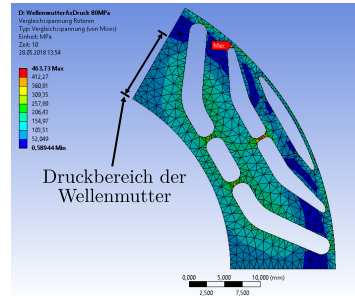 D: WellenmutterAxDruck 80MPa
Vergleichsspannung Rotoren
Typ: Vergleichsspannung (von Mises)
Einheit: MPa
Zeit: 10
28.05.2018 13:54
463,73 Max
412,27
360,81
309,35
257,89
206,43
154,97
103,51
52,049
0,58944 Min
Max
Druckbereich der
Wellenmutter
0,000 5,000 10,000 (mm)
2,500 7,500